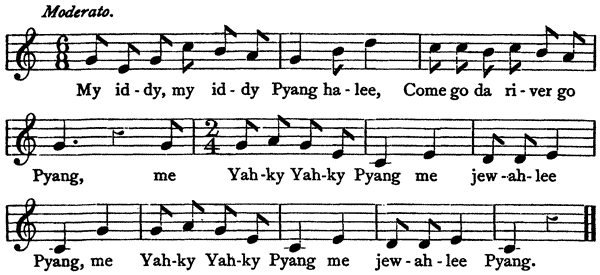 Moderato.
6
8
My id-dy, my id-dy Pyang ha-lee, Come go da ri-ver go
2
4
Pyang, me Yah-ky Yah-ky Pyang me jew-ah-lee
Pyang, me Yah-ky Yah-ky Pyang me jew-ah-lee Pyang.